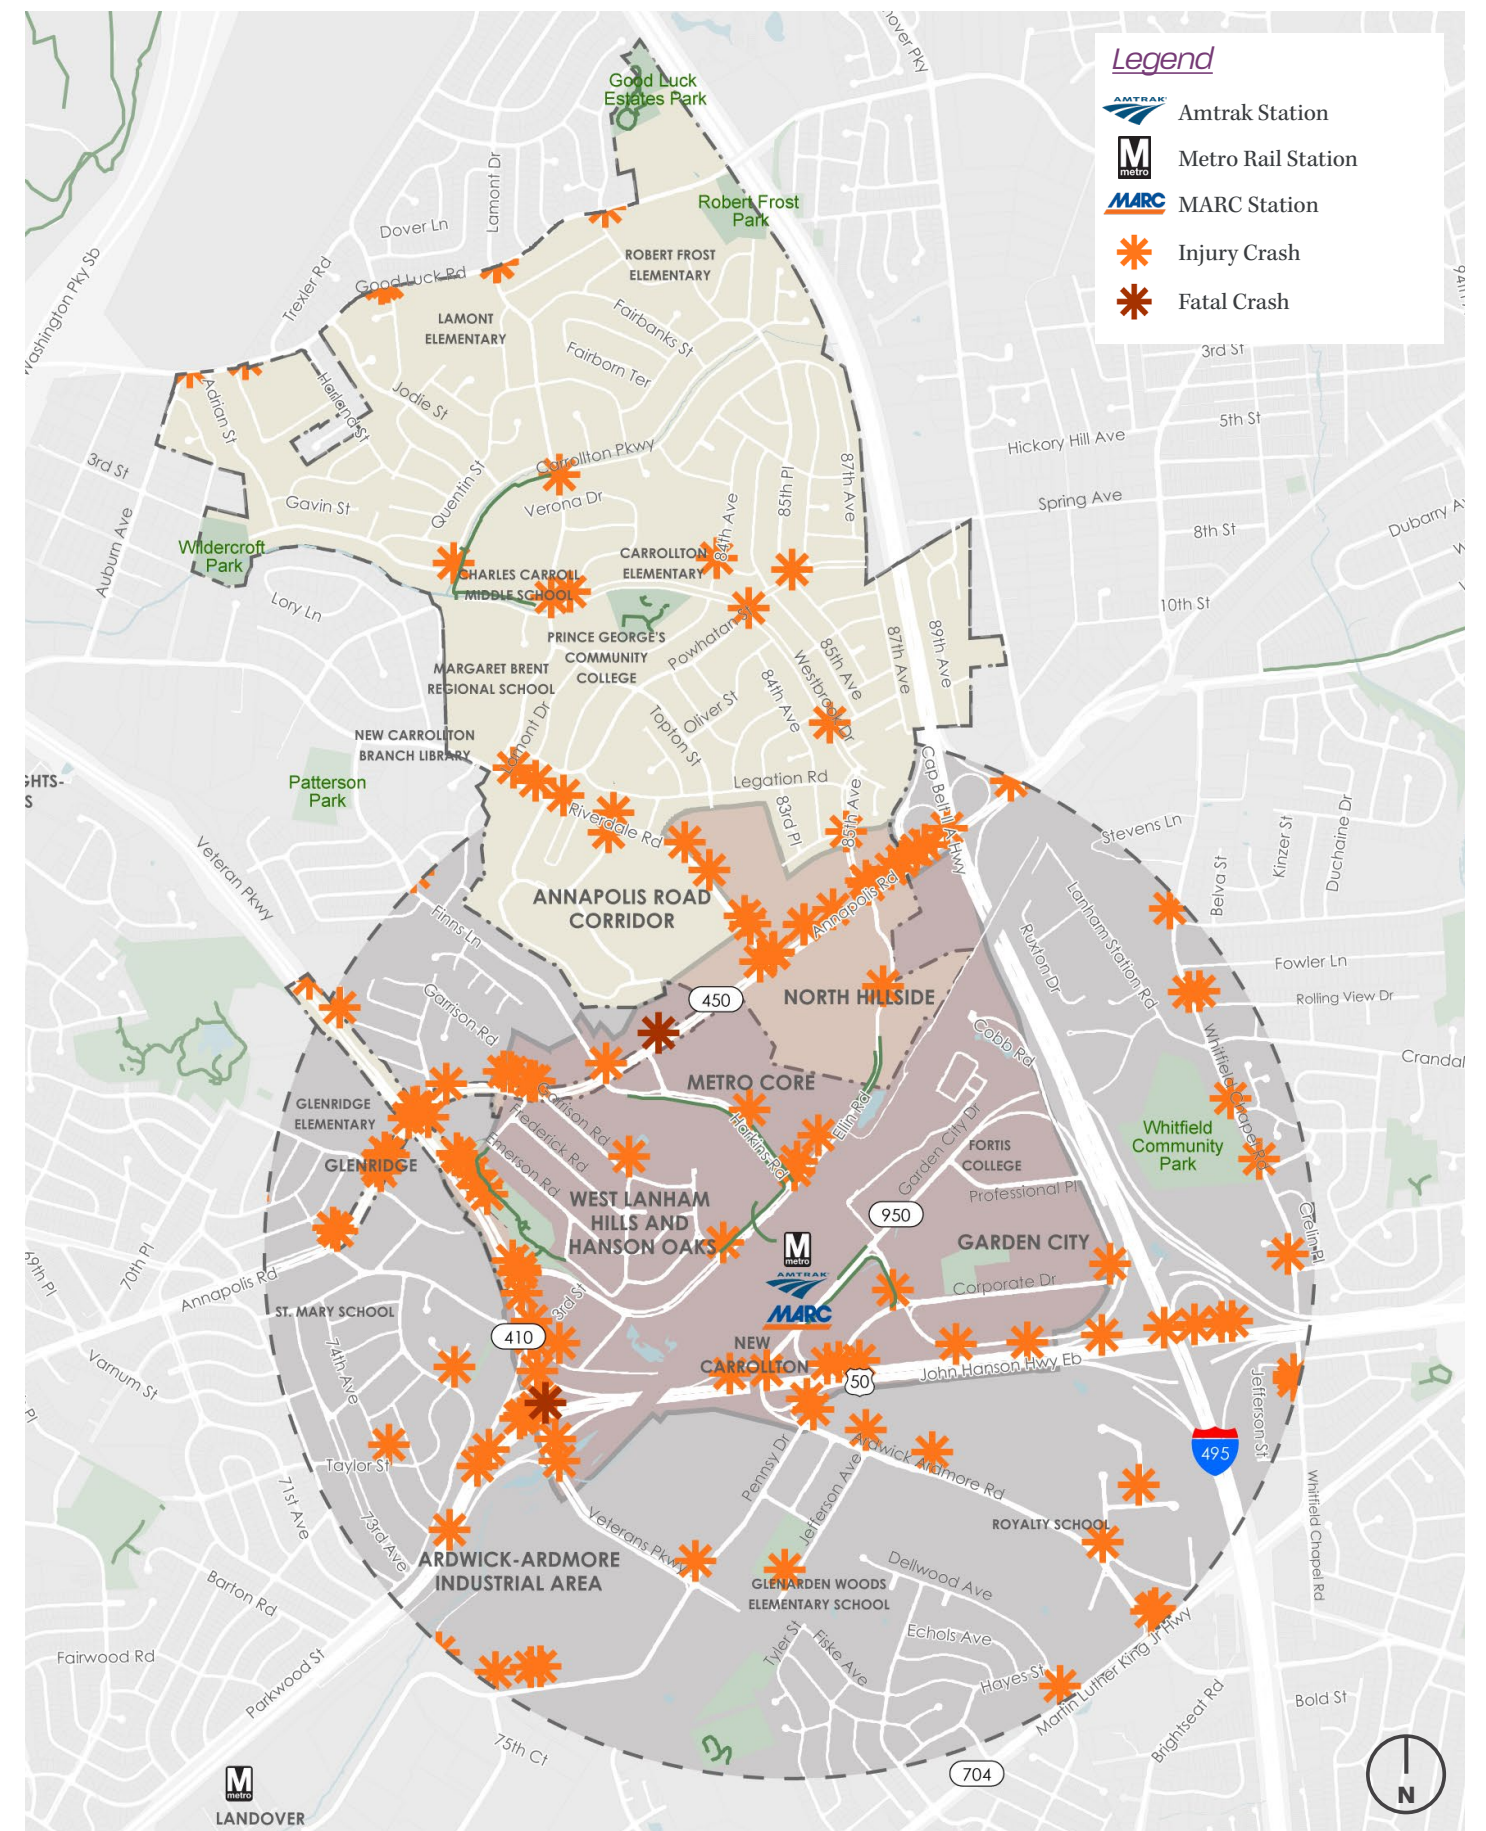 Legend
AMTRAK
Amtrak Station
M
metro
Metro Rail Station
MARC
MARC Station
Injury Crash
Fatal Crash
Good Luck
Estates Park
Robert Frost
Park
Lamont Dr
Dover Ln
Trexler Rd
Good Luck Rd
ROBERT FROST
ELEMENTARY
LAMONT
ELEMENTARY
Fairbanks St
Fairborn Ter
Jodie St
Harland St
Adrian St
3rd St
3rd St
5th St
Hickory Hill Ave
Spring Ave
8th St
10th St
Auburn Ave
Gavin St
Quentin St
Carrollton Pkwy
Verona Dr
84th Ave
85th Pl
87th Ave
Wildercroft
Park
CARROLLTON
ELEMENTARY
CHARLES CARROLL
MIDDLE SCHOOL
Lory Ln
PRINCE GEORGE'S
COMMUNITY
COLLEGE
Powhatan St
MARGARET BRENT
REGIONAL SCHOOL
85th Ave
Westbrook Dr
84th Ave
87th Ave
89th Ave
Lamont Dr
Topton St
Oliver St
NEW CARROLLTON
BRANCH LIBRARY
Patterson
Park
GHTS-
S
Legation Rd
83rd Pl
85th Ave
Riverdale Rd
Cap Belt
Hwy
Stevens Ln
Kinzer St
Duchaine Dr
Belva St
Veteran Pkwy
Finns Ln
ANNAPOLIS ROAD
CORRIDOR
Annapolis Rd
Lanham Station Rd
Ruxton Dr
Fowler Ln
Rolling View Dr
Garrison Rd
450
NORTH HILLSIDE
Cobb Rd
Whitfield Chapel Rd
Crandal
METRO CORE
GLENRIDGE
ELEMENTARY
Garrison Rd
Frederick Rd
Emerson Rd
Harkins Rd
Ellin Rd
Garden City Dr
FORTIS
COLLEGE
Professional Pl
Whitfield
Community
Park
GLENRIDGE
WEST LANHAM
HILLS AND
HANSON OAKS
950
GARDEN CITY
Crelin Pl
M
metro
AMTRAK
MARC
Corporate Dr
69th Pl
70th Pl
Annapolis Rd
ST. MARY SCHOOL
3rd St
410
NEW
CARROLLTON
50
John Hanson Hwy Eb
Varnum St
74th Ave
Jefferson St
495
Taylor St
71st Ave
73rd Ave
Pennsy Dr
Jefferson Ave
Ardwick Ardmore Rd
Veterans Pkwy
ROYALTY SCHOOL
Whitfield Chapel Rd
ARDWICK-ARDMORE
INDUSTRIAL AREA
GLENARDEN WOODS
ELEMENTARY SCHOOL
Dellwood Ave
Barton Rd
Echols Ave
Tyler St
Fiske Ave
Hayes St
Martin Luther King Jr Hwy
Fairwood Rd
Parkwood St
75th Ct
Brightseat Rd
Bold St
704
M
metro
LANDOVER
N